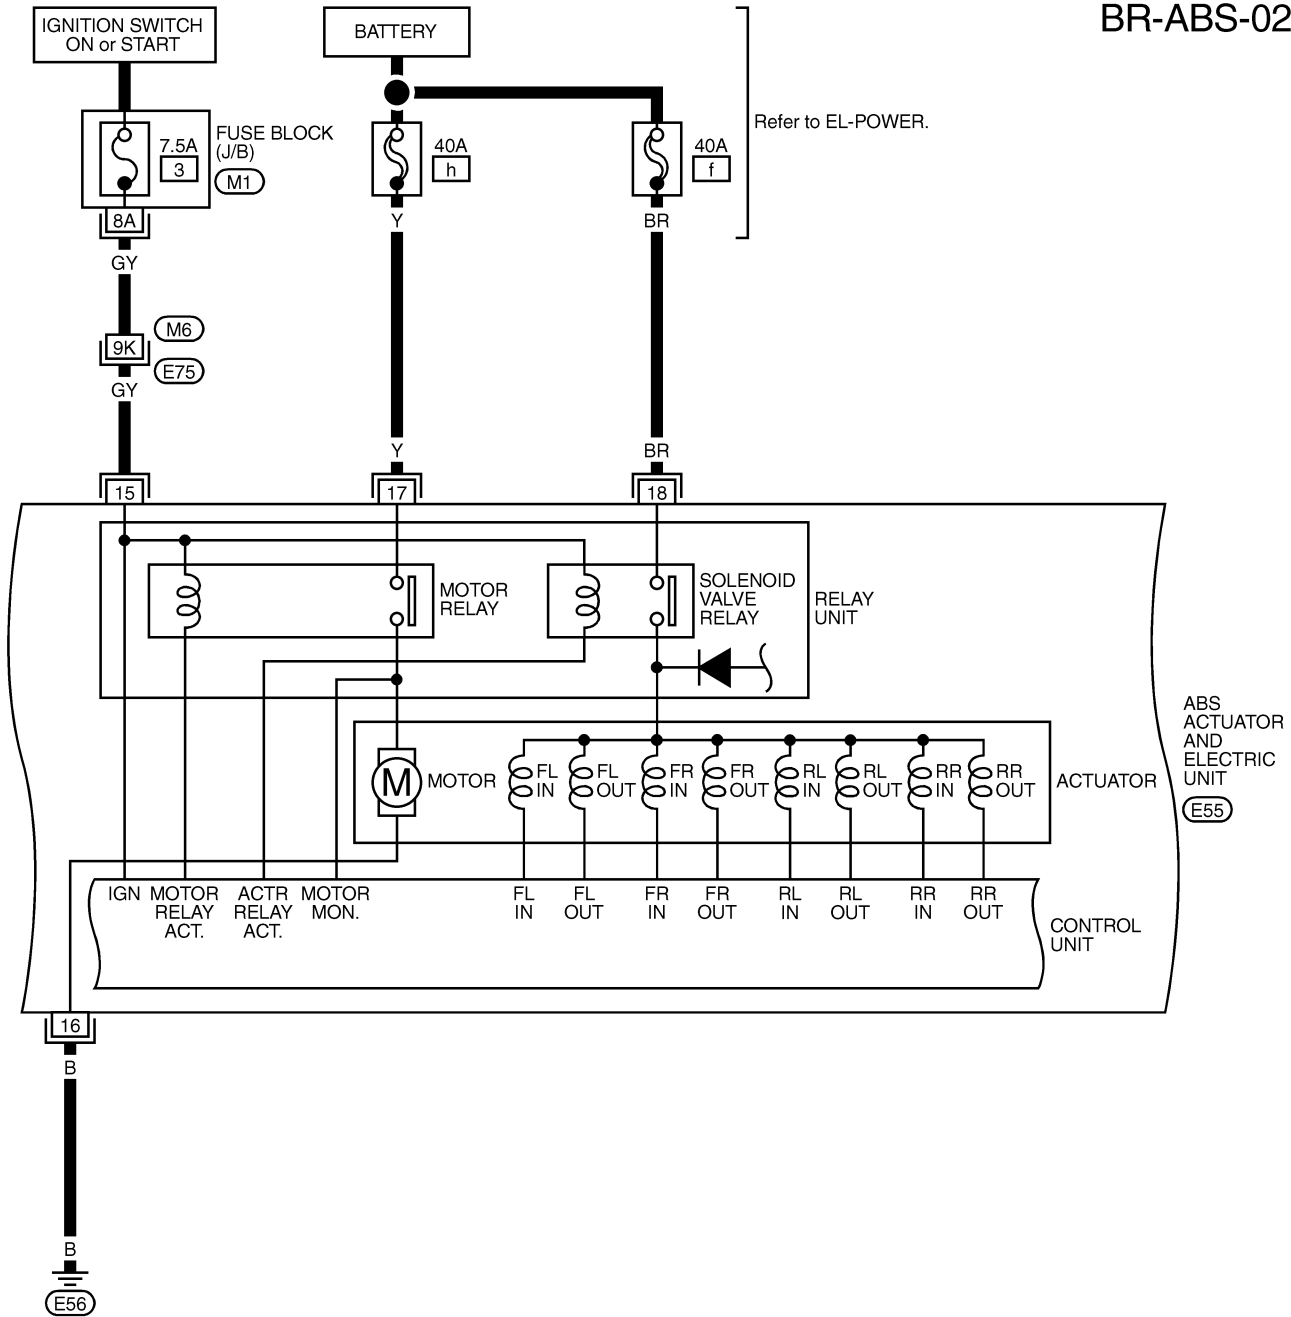 BR-ABS-02
IGNITION SWITCH
ON or START
BATTERY
Refer to EL-POWER.
7.5A
3
FUSE BLOCK
(J/B)
M1
40A
h
40A
f
8A
Y
BR
GY
M6
9K
E75
GY
Y
BR
15
17
18
MOTOR
RELAY
SOLENOID
VALVE
RELAY
RELAY
UNIT
ABS
ACTUATOR
AND
ELECTRIC
UNIT
E55
M
MOTOR
FL
IN
FL
OUT
FR
IN
FR
OUT
RL
IN
RL
OUT
RR
IN
RR
OUT
ACTUATOR
IGN
MOTOR
RELAY
ACT.
ACTR
RELAY
ACT.
MOTOR
MON.
FL
IN
FL
OUT
FR
IN
FR
OUT
RL
IN
RL
OUT
RR
IN
RR
OUT
CONTROL
UNIT
16
B
B
E56